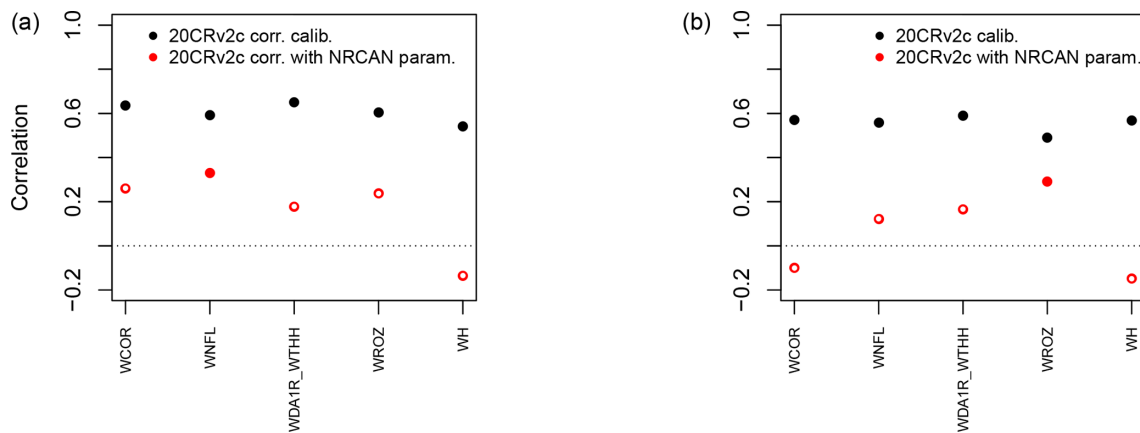 (a)
20CRv2c corr. calib.
20CRv2c corr. with NRCAN param.
Correlation
1.0
0.6
0.2
−0.2
WCOR
WNFL
WDA1R_WTHH
WROZ
WH
(b)
20CRv2c calib.
20CRv2c with NRCAN param.
1.0
0.6
0.2
−0.2
WCOR
WNFL
WDA1R_WTHH
WROZ
WH